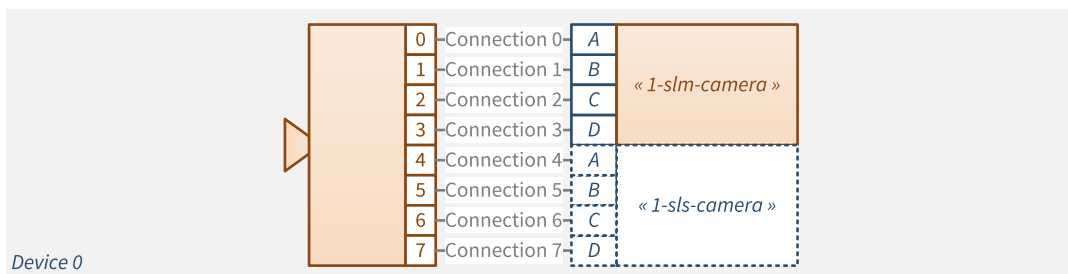 0 Connection 0 A
1 Connection 1 B
« 1-slm-camera »
2 Connection 2 C
3 Connection 3 D
4 Connection 4 A
5 Connection 5 B
« 1-sls-camera »
6 Connection 6 C
7 Connection 7 D
Device 0